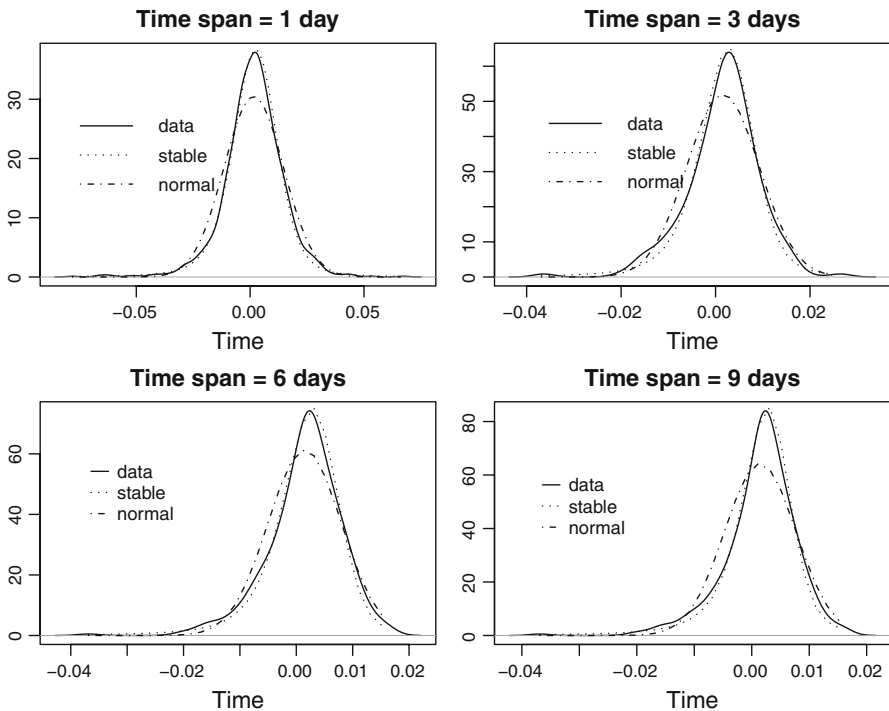 Time span = 1 day
30
20
10
0
data
stable
normal
−0.05
0.00
0.05
Time
Time span = 3 days
50
30
10
0
data
stable
normal
−0.04
−0.02
0.00
0.02
Time
Time span = 6 days
60
40
20
0
data
stable
normal
−0.04
−0.02
0.00
0.01
0.02
Time
Time span = 9 days
80
60
40
20
0
data
stable
normal
−0.04
−0.02
0.00
0.01
0.02
Time